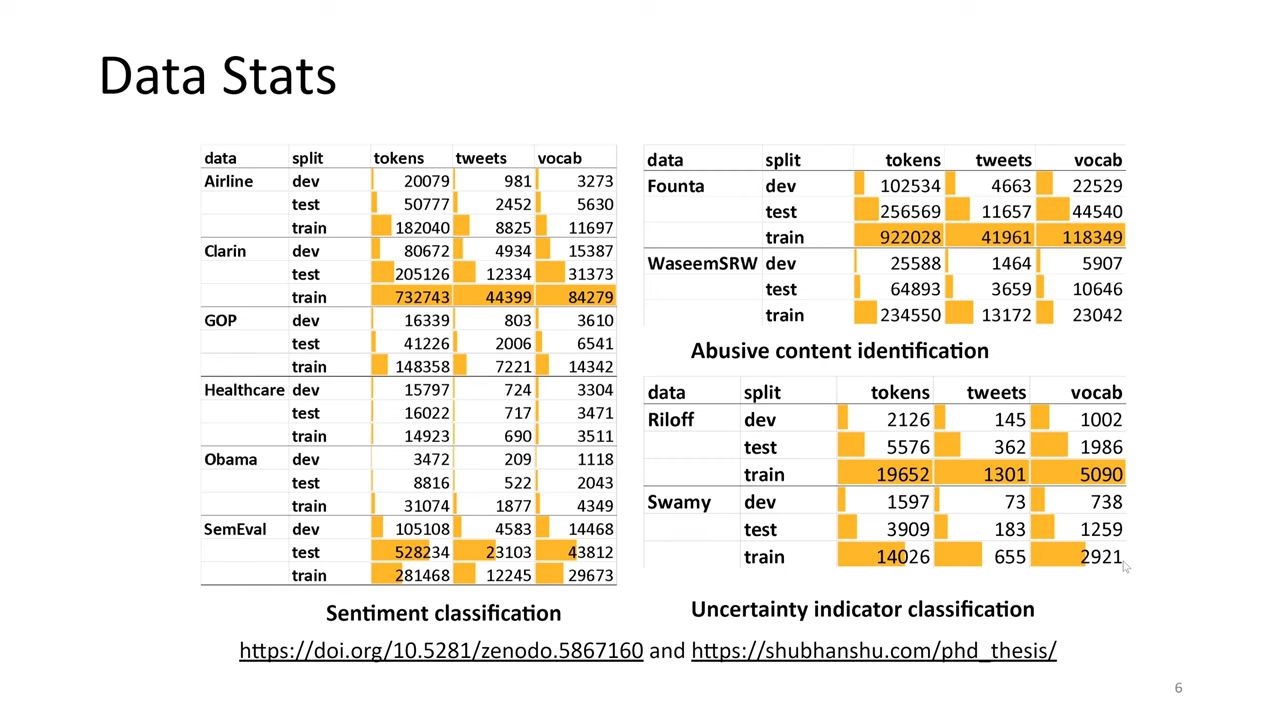 Data Stats
data split tokens tweets vocab
Airline dev 20079 981 3273
test 50777 2452 5630
train 182040 8825 11697
Clarin dev 80672 4934 15387
test 205126 12334 31373
train 732743 44399 84279
GOP dev 16339 803 3610
test 41226 2006 6541
train 148358 7221 14342
Healthcare dev 15797 724 3304
test 16022 717 3471
train 14923 690 3511
Obama dev 3472 209 1118
test 8816 522 2043
train 31074 1877 4349
SemEval dev 105108 4583 14468
test 528234 23103 43812
train 281468 12245 29673
Sentiment classification
data split tokens tweets vocab
Founta dev 102534 4663 22529
test 256569 11657 44540
train 922028 41961 118349
WaseemSRW dev 25588 1464 5907
test 64893 3659 10646
train 234550 13172 23042
Abusive content identification
data split tokens tweets vocab
Riloff dev 2126 145 1002
test 5576 362 1986
train 19652 1301 5090
Swamy dev 1597 73 738
test 3909 183 1259
train 14026 655 2921
Uncertainty indicator classification
https://doi.org/10.5281/zenodo.5867160 and https://shubhanshu.com/phd_thesis/
6